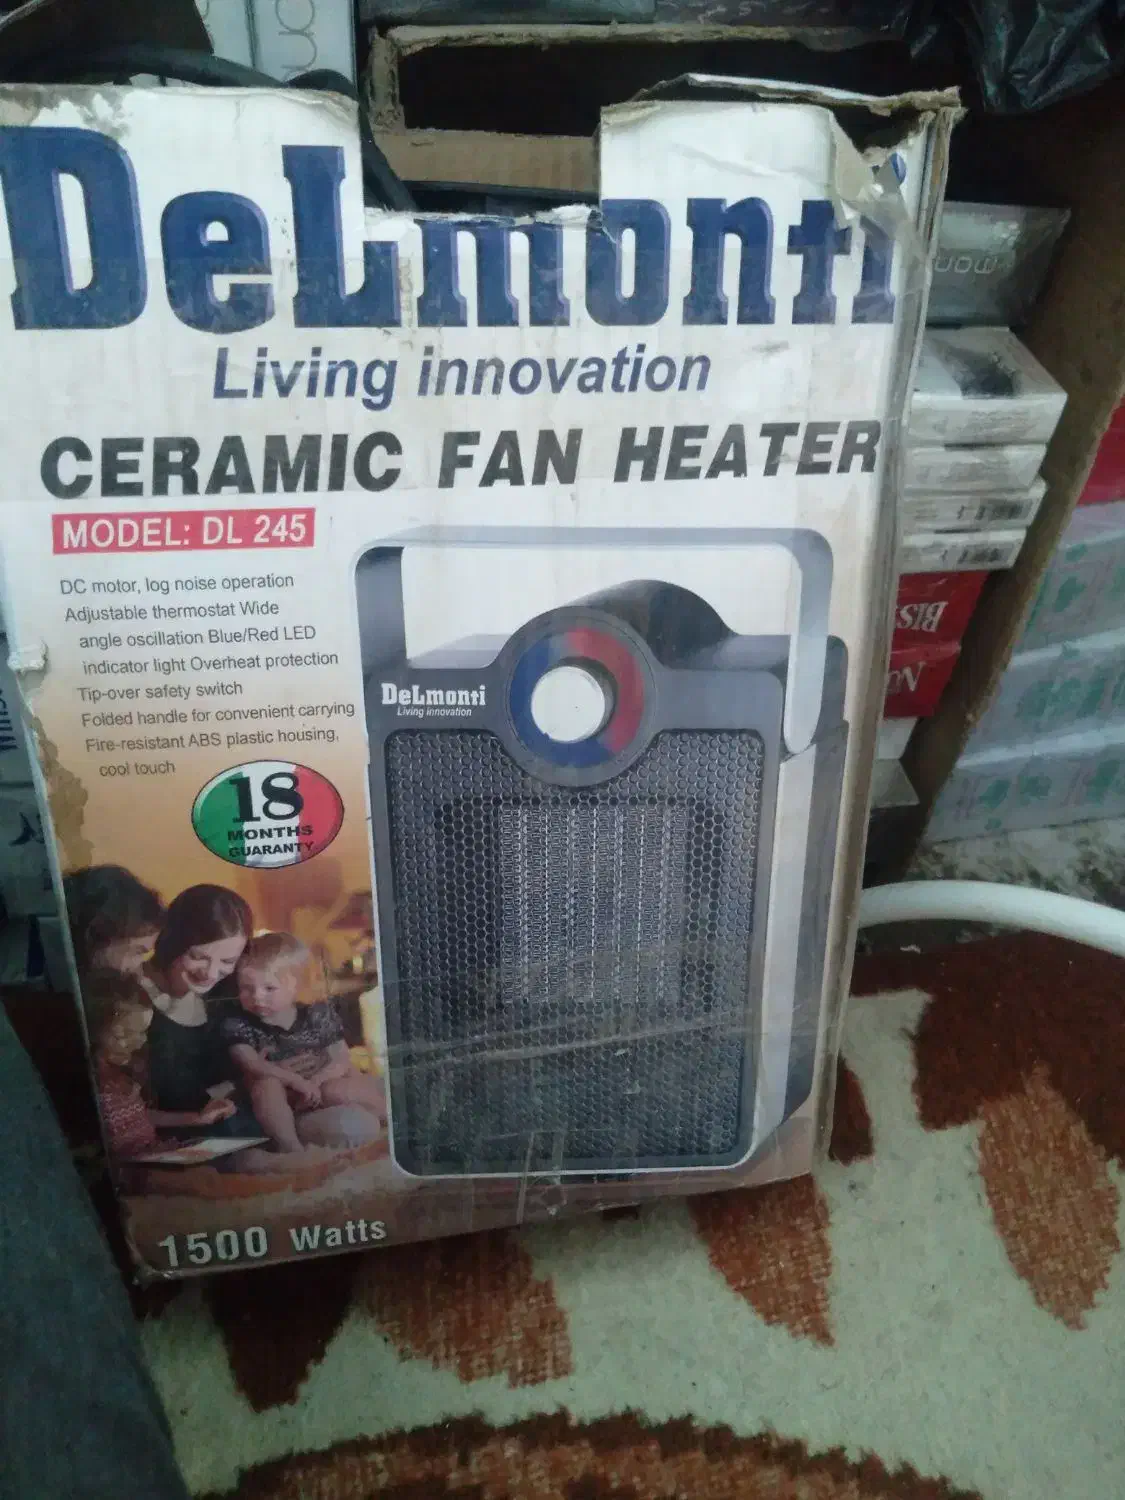 DeLmonti
Living innovation
CERAMIC FAN HEATER
MODEL: DL 245
DC motor, log noise operation
Adjustable thermostat Wide
angle oscillation Blue/Red LED
indicator light Overheat protection
Tip-over safety switch
Folded handle for convenient carrying
Fire-resistant ABS plastic housing,
cool touch
18
MONTHS
GUARANTY
DeLmonti
Living innovation
1500 Watts
BIS